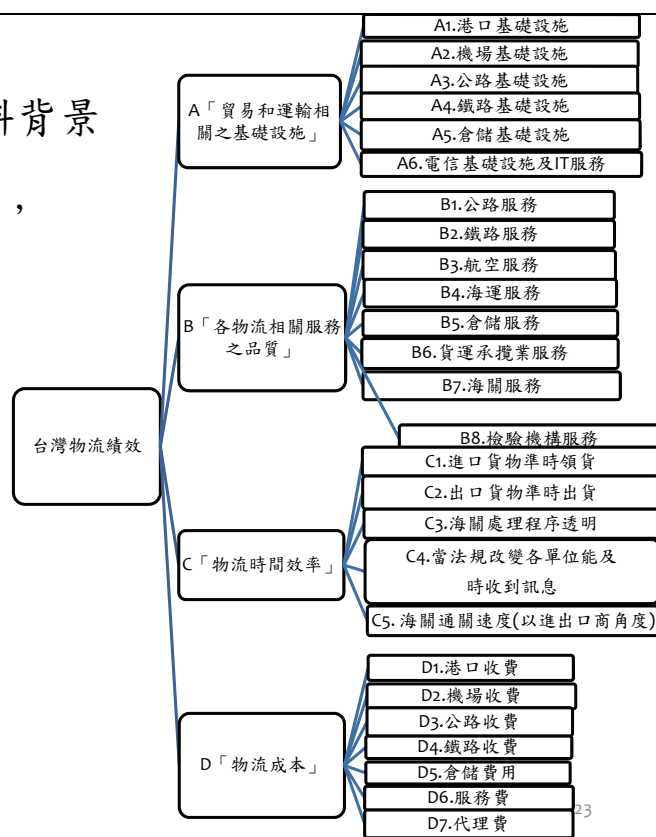 料背景
，
台灣物流績效
A「貿易和運輸相
關之基礎設施」
A1.港口基礎設施
A2.機場基礎設施
A3.公路基礎設施
A4.鐵路基礎設施
A5.倉儲基礎設施
A6.電信基礎設施及IT服務
B「各物流相關服務
之品質」
B1.公路服務
B2.鐵路服務
B3.航空服務
B4.海運服務
B5.倉儲服務
B6.貨運承攬業服務
B7.海關服務
B8.檢驗機構服務
C「物流時間效率」
C1.進口貨物準時領貨
C2.出口貨物準時出貨
C3.海關處理程序透明
C4.當法規改變各單位能及
時收到訊息
C5.海關通關速度(以進出口商角度)
D「物流成本」
D1.港口收費
D2.機場收費
D3.公路收費
D4.鐵路收費
D5.倉儲費用
D6.服務費
D7.代理費
23